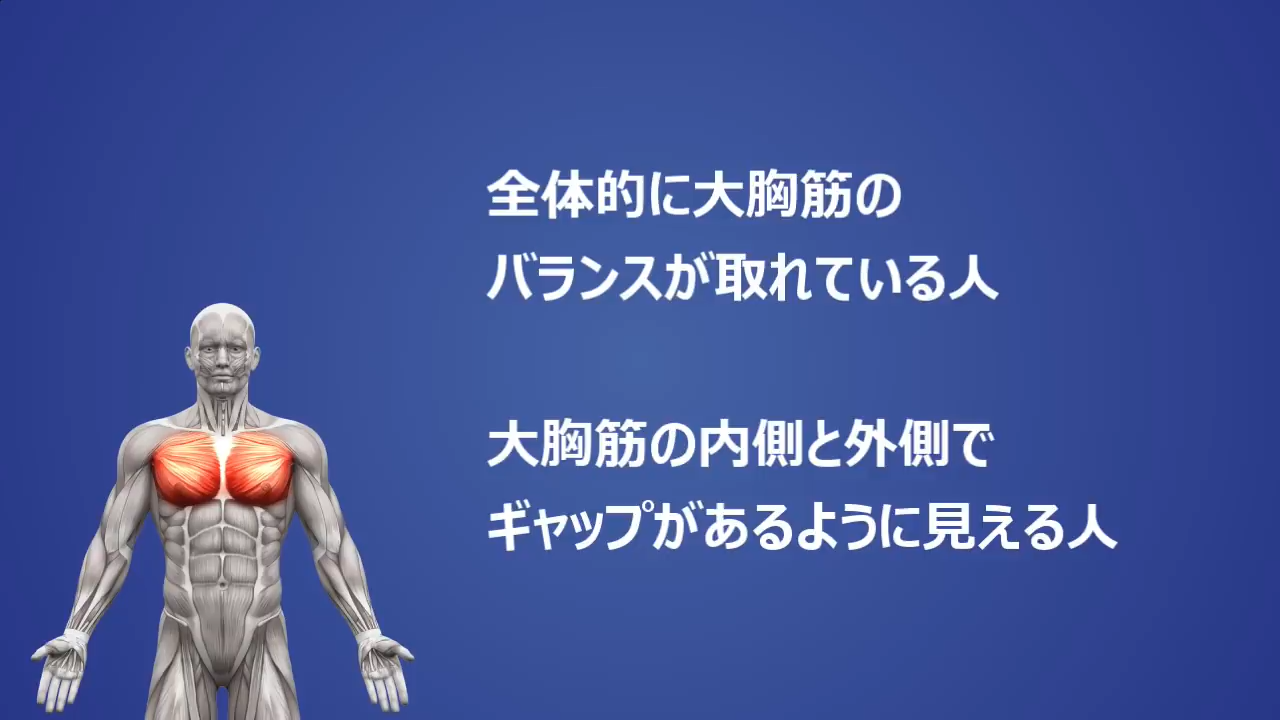 全体的に大胸筋の
バランスが取れている人
大胸筋の内側と外側で
ギャップがあるように見える人